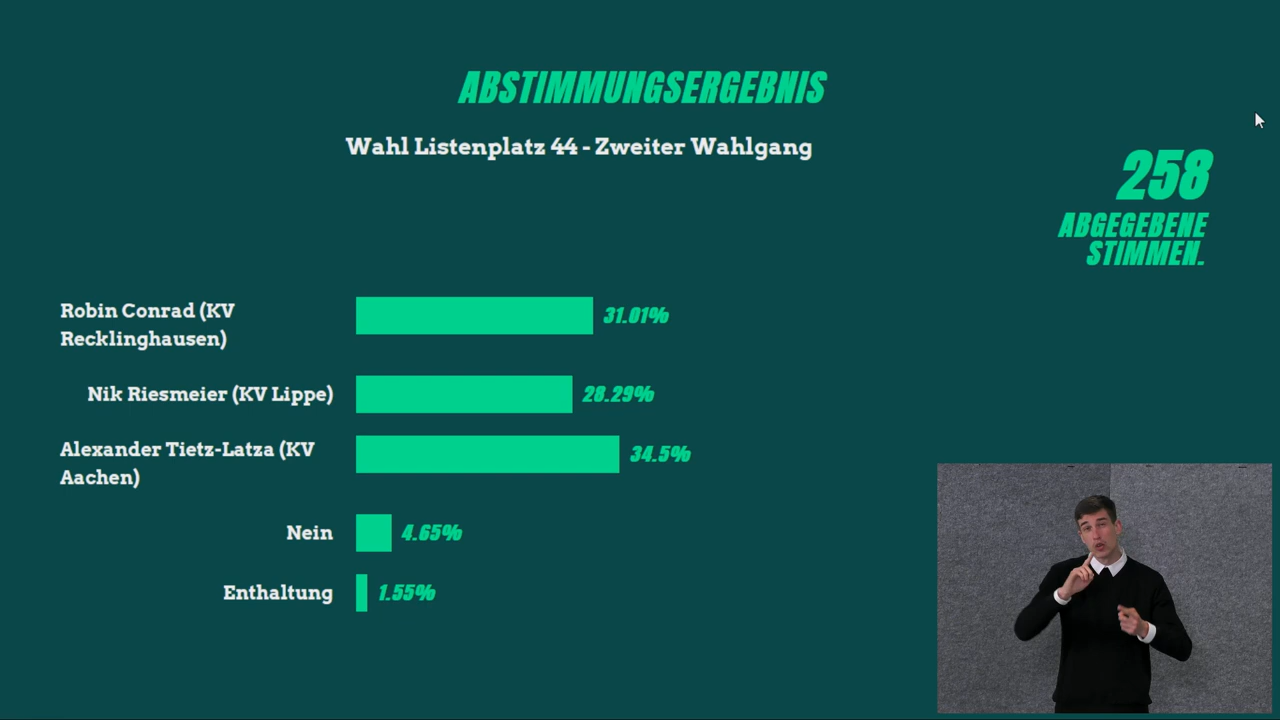 ABSTIMMUNGSERGEBNIS
Wahl Listenplatz 44 - Zweiter Wahlgang
258
ABGEGEBENE
STIMMEN.
Robin Conrad (KV
Recklinghausen)
31.01%
Nik Riesmeier (KV Lippe)
28.29%
Alexander Tietz-Latza (KV
Aachen)
34.5%
Nein
4.65%
Enthaltung
1.55%